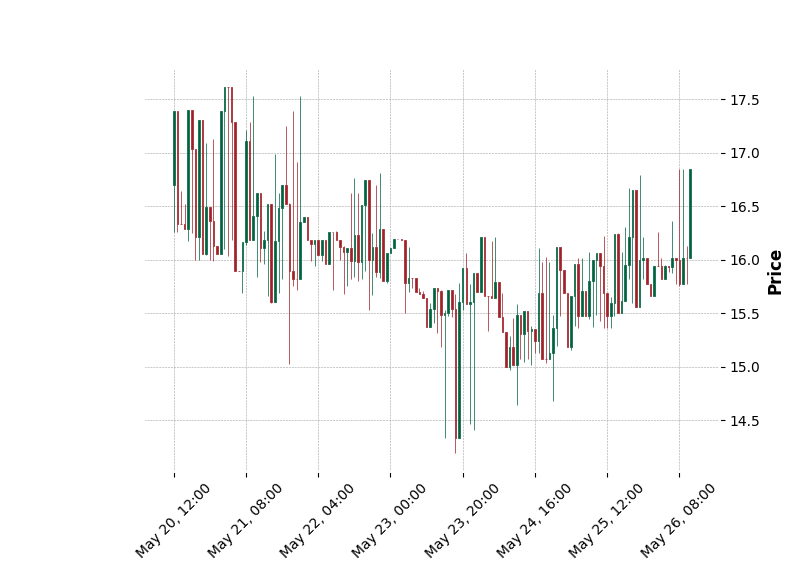 17.5
17.0
16.5
16.0
15.5
15.0
14.5
Price
May 20, 12:00
May 21, 08:00
May 22, 04:00
May 23, 00:00
May 23, 20:00
May 24, 16:00
May 25, 12:00
May 26, 08:00